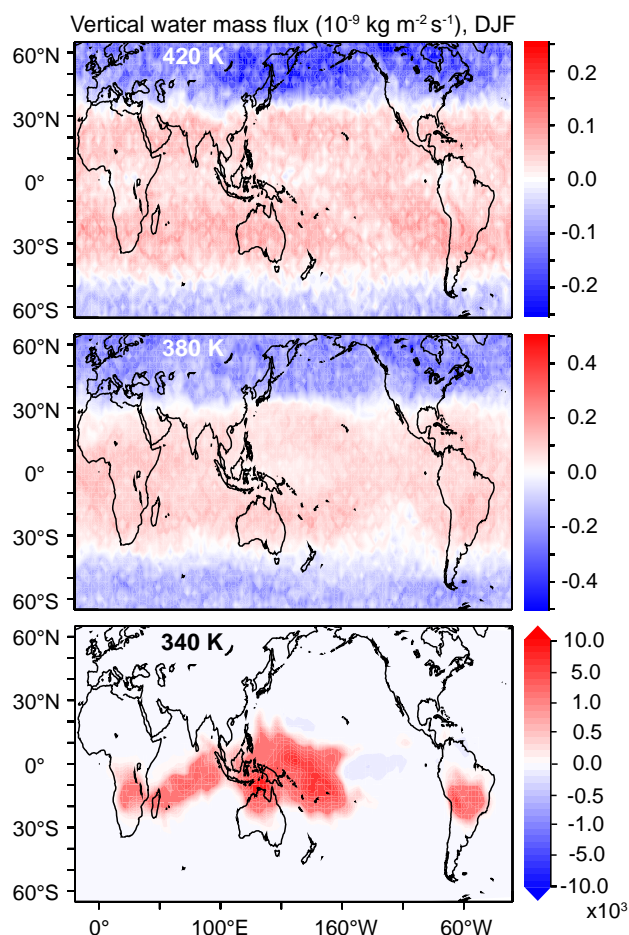 Vertical water mass flux (10⁻⁹ kg m⁻² s⁻¹), DJF
420 K
60°N
30°N
0°
30°S
60°S
0.2
0.1
0.0
-0.1
-0.2
380 K
60°N
30°N
0°
30°S
60°S
0.4
0.2
0.0
-0.2
-0.4
340 K
60°N
30°N
0°
30°S
60°S
10.0
5.0
1.0
0.5
0.0
-0.5
-1.0
-5.0
-10.0
x10³
0° 100°E 160°W 60°W